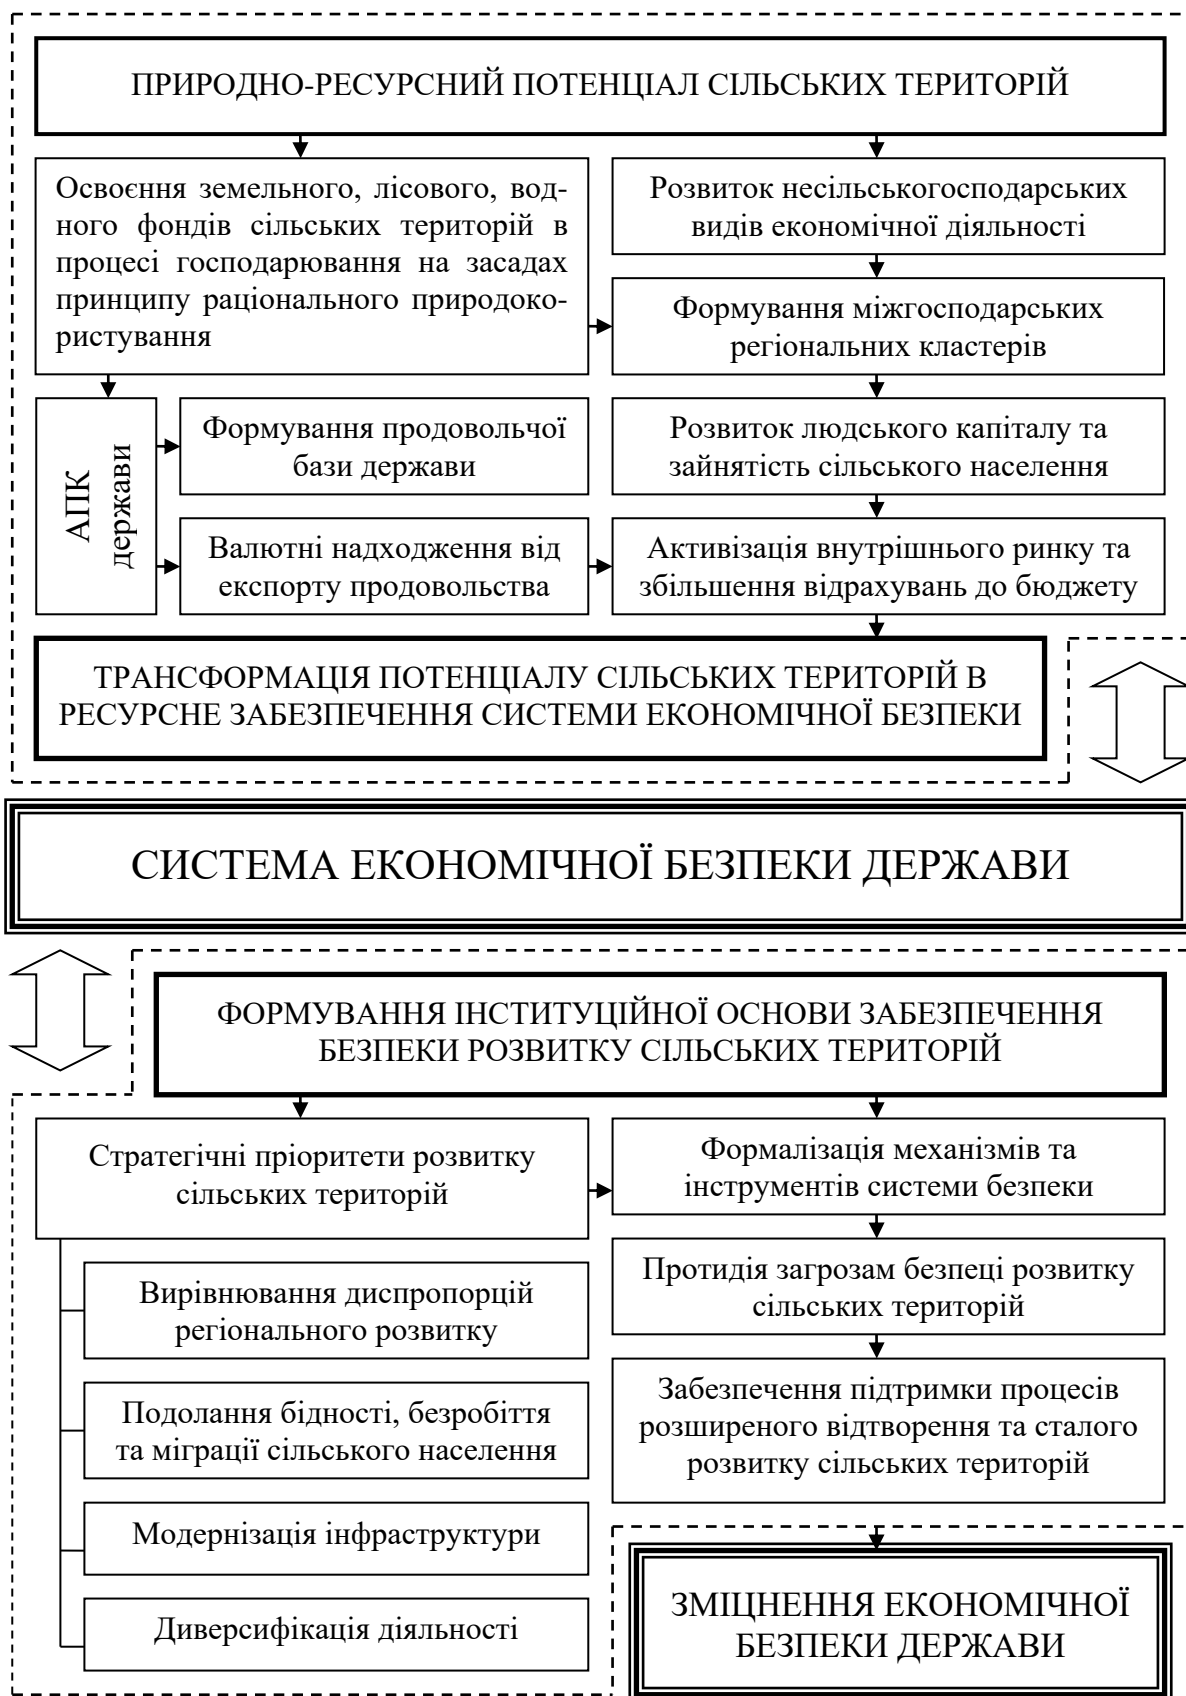 ПРИРОДНО-РЕСУРСНИЙ ПОТЕНЦІАЛ СІЛЬСЬКИХ ТЕРИТОРІЙ
Освоєння земельного, лісового, вод-
ного фондів сільських територій в
процесі господарювання на засадах
принципу раціонального природоко-
ристування
Розвиток несільськогосподарських
видів економічної діяльності
Формування міжгосподарських
регіональних кластерів
АПК
держави
Формування продовольчої
бази держави
Розвиток людського капіталу та
зайнятість сільського населення
Валютні надходження від
експорту продовольства
Активізація внутрішнього ринку та
збільшення відрахувань до бюджету
ТРАНСФОРМАЦІЯ ПОТЕНЦІАЛУ СІЛЬСЬКИХ ТЕРИТОРІЙ В
РЕСУРСНЕ ЗАБЕЗПЕЧЕННЯ СИСТЕМИ ЕКОНОМІЧНОЇ БЕЗПЕКИ
СИСТЕМА ЕКОНОМІЧНОЇ БЕЗПЕКИ ДЕРЖАВИ
ФОРМУВАННЯ ІНСТИТУЦІЙНОЇ ОСНОВИ ЗАБЕЗПЕЧЕННЯ
БЕЗПЕКИ РОЗВИТКУ СІЛЬСЬКИХ ТЕРИТОРІЙ
Стратегічні пріоритети розвитку
сільських територій
Формалізація механізмів та
інструментів системи безпеки
Вирівнювання диспропорцій
регіонального розвитку
Протидія загрозам безпеці розвитку
сільських територій
Подолання бідності, безробіття
та міграції сільського населення
Забезпечення підтримки процесів
розширеного відтворення та сталого
розвитку сільських територій
Модернізація інфраструктури
Диверсифікація діяльності
ЗМІЦНЕННЯ ЕКОНОМІЧНОЇ
БЕЗПЕКИ ДЕРЖАВИ